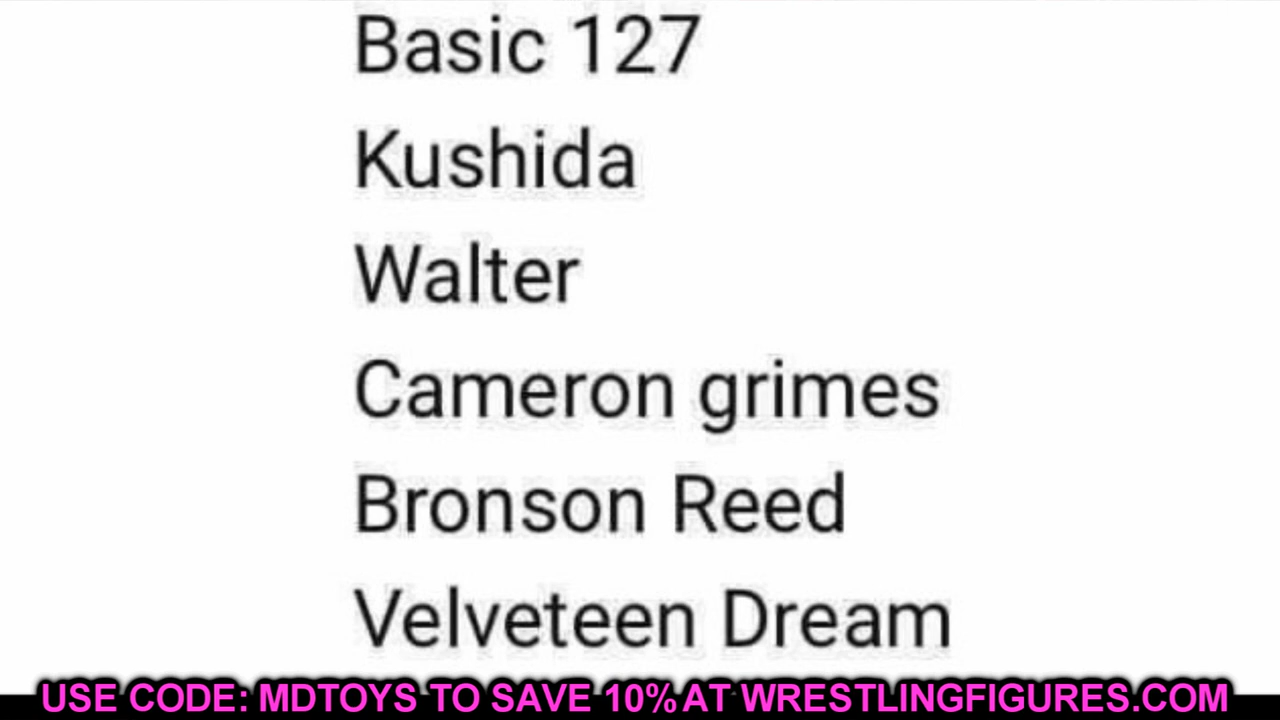 Basic 127
Kushida
Walter
Cameron grimes
Bronson Reed
Velveteen Dream
USE CODE: MDTOYS TO SAVE 10% AT WRESTLINGFIGURES.COM